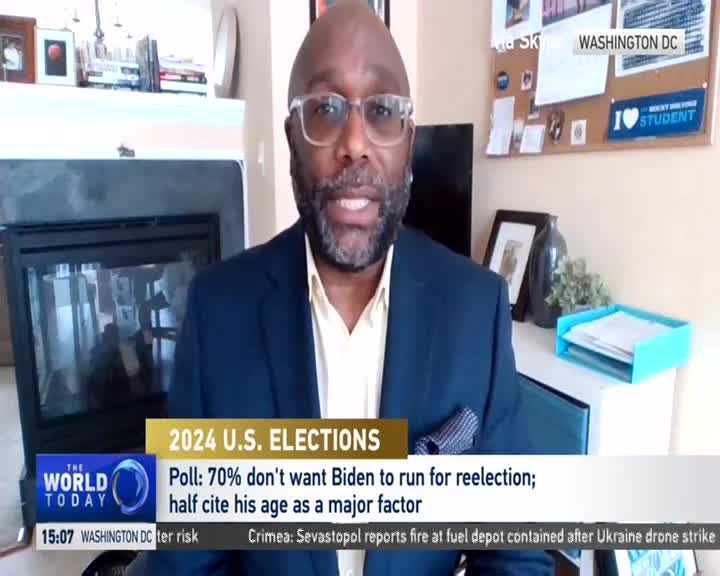 WASHINGTON DC
I
STUDENT
2024 U.S. ELECTIONS
Poll: 70% don't want Biden to run for reelection;
half cite his age as a major factor
THE
WORLD
TODAY
15:07 WASHINGTON DC
ter risk Crimea: Sevastopol reports fire at fuel depot contained after Ukraine drone strike